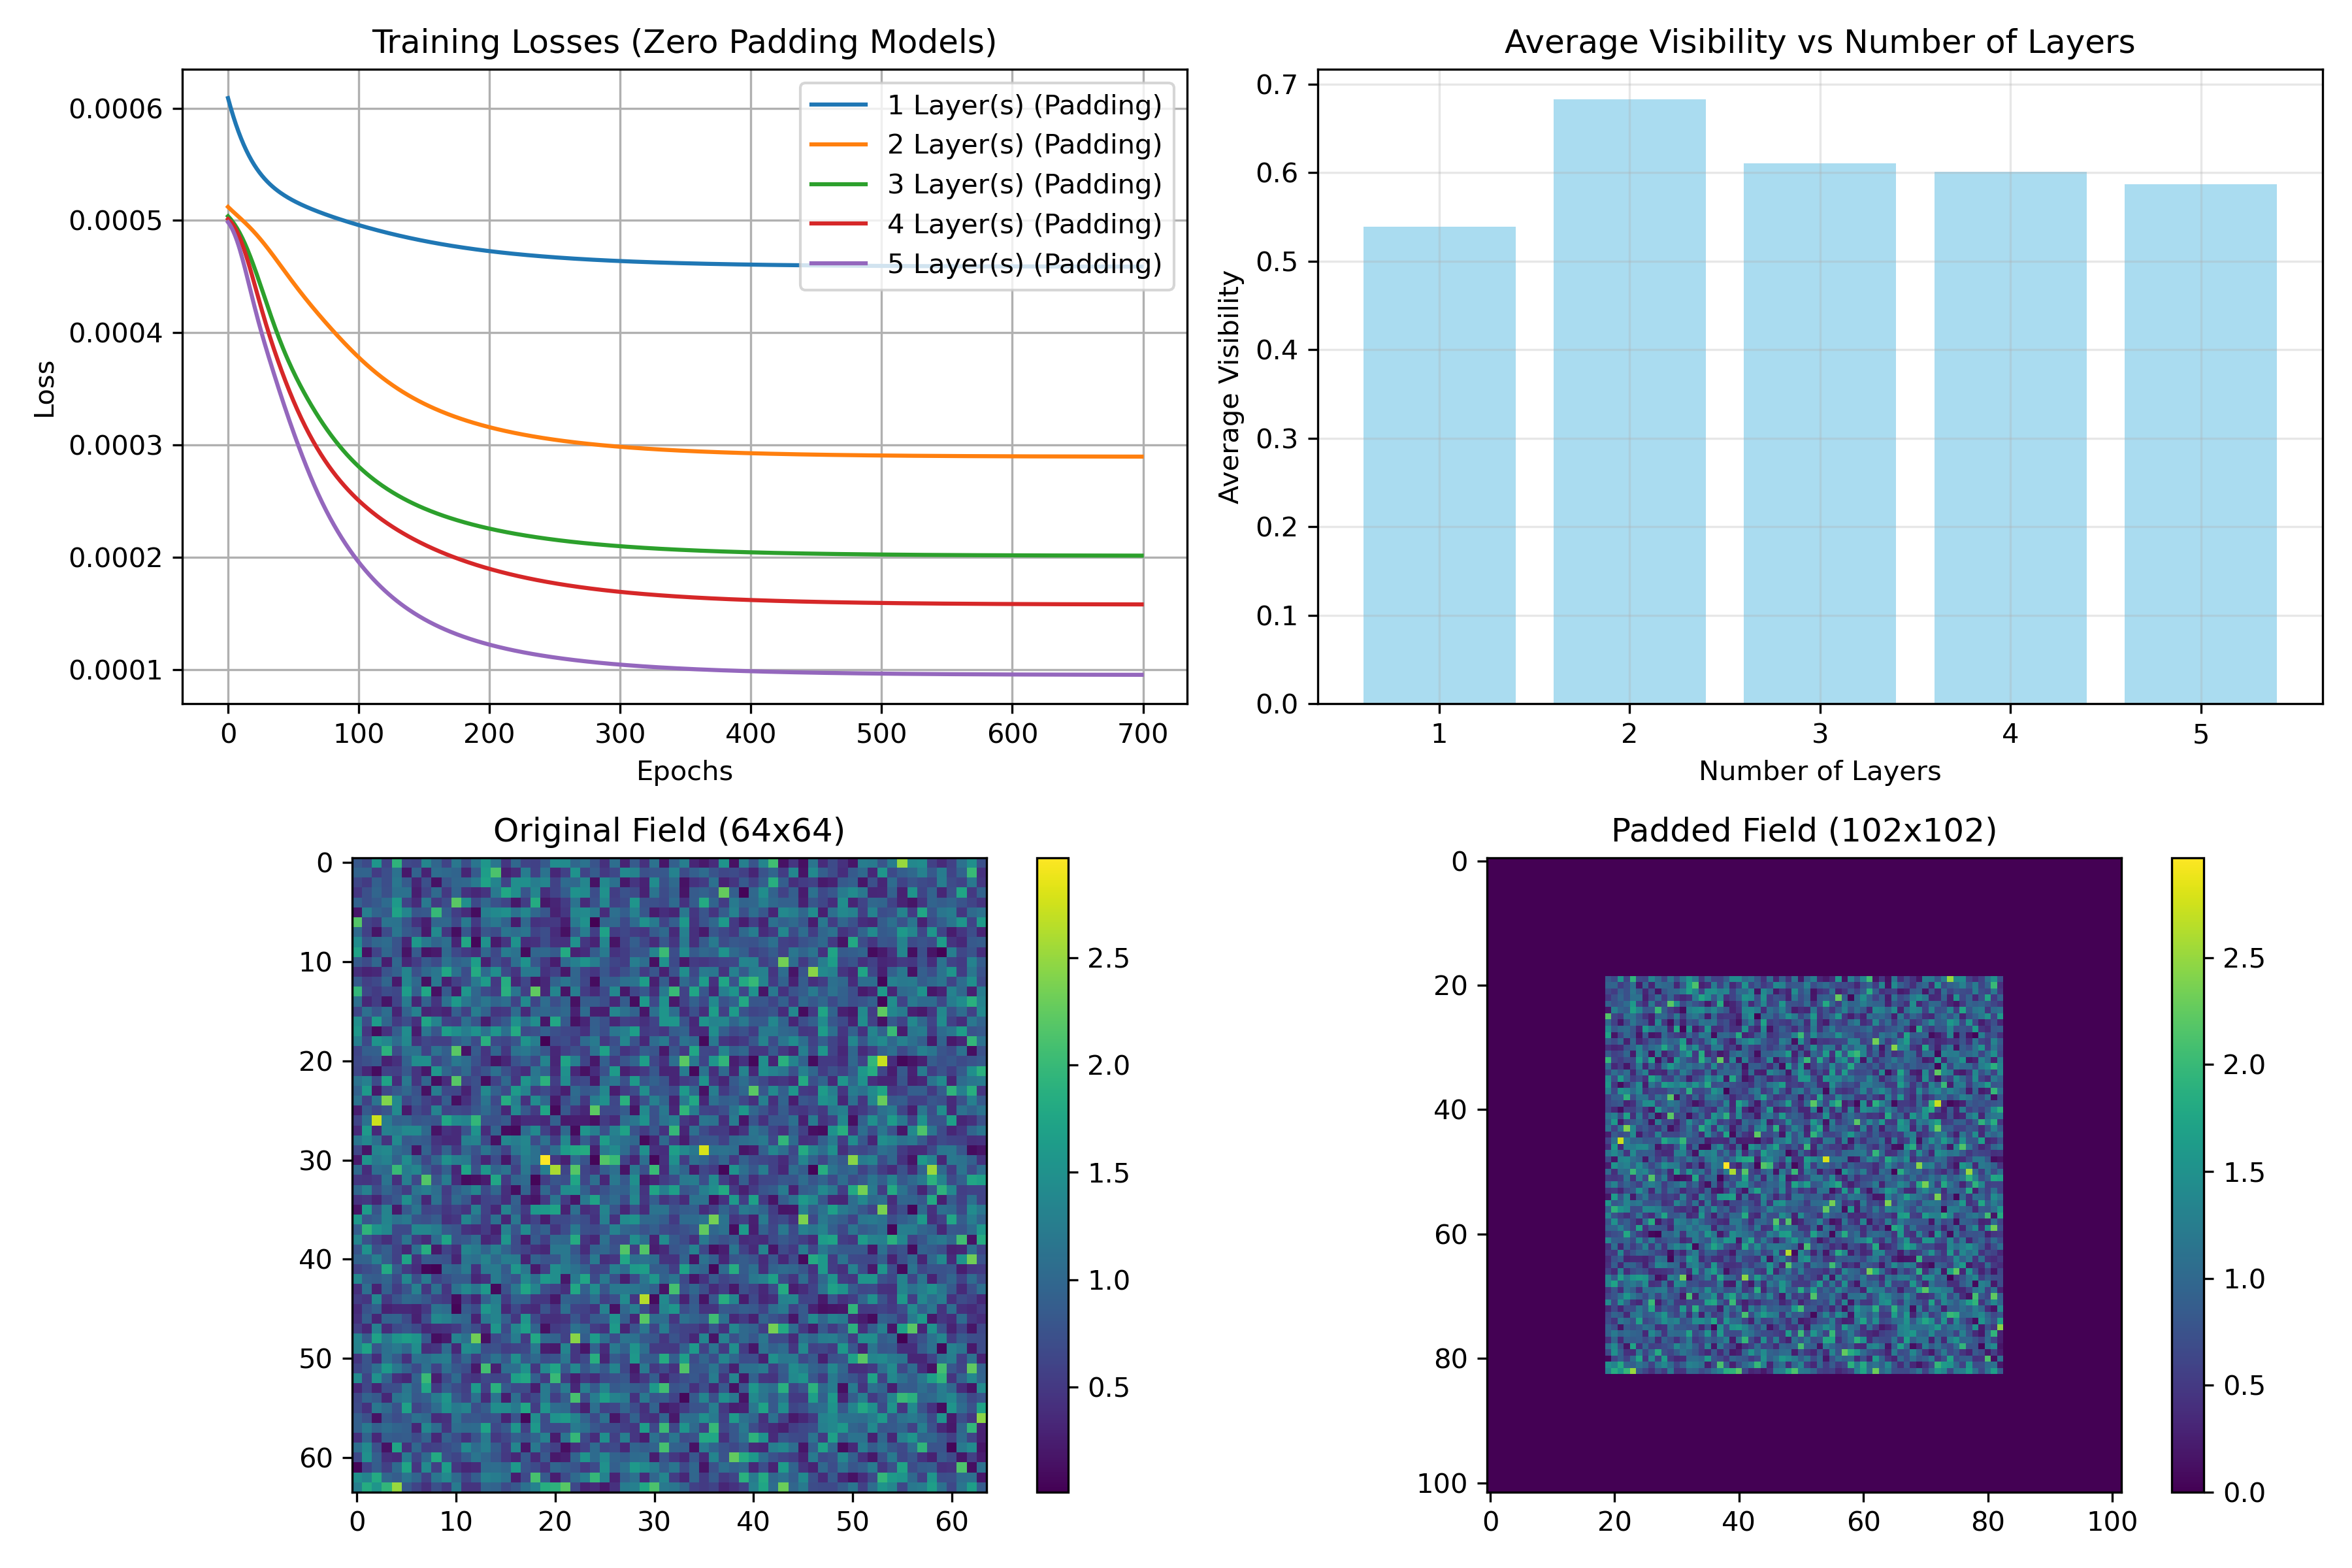 Training Losses (Zero Padding Models)
0.0006
0.0005
0.0004
0.0003
0.0002
0.0001
Loss
1 Layer(s) (Padding)
2 Layer(s) (Padding)
3 Layer(s) (Padding)
4 Layer(s) (Padding)
5 Layer(s) (Padding)
0 100 200 300 400 500 600 700
Epochs
Average Visibility vs Number of Layers
0.7
0.6
0.5
0.4
0.3
0.2
0.1
0.0
Average Visibility
1 2 3 4 5
Number of Layers
Original Field (64x64)
0
10
20
30
40
50
60
0 10 20 30 40 50 60
2.5
2.0
1.5
1.0
0.5
Padded Field (102x102)
0
20
40
60
80
100
0 20 40 60 80 100
2.5
2.0
1.5
1.0
0.5
0.0